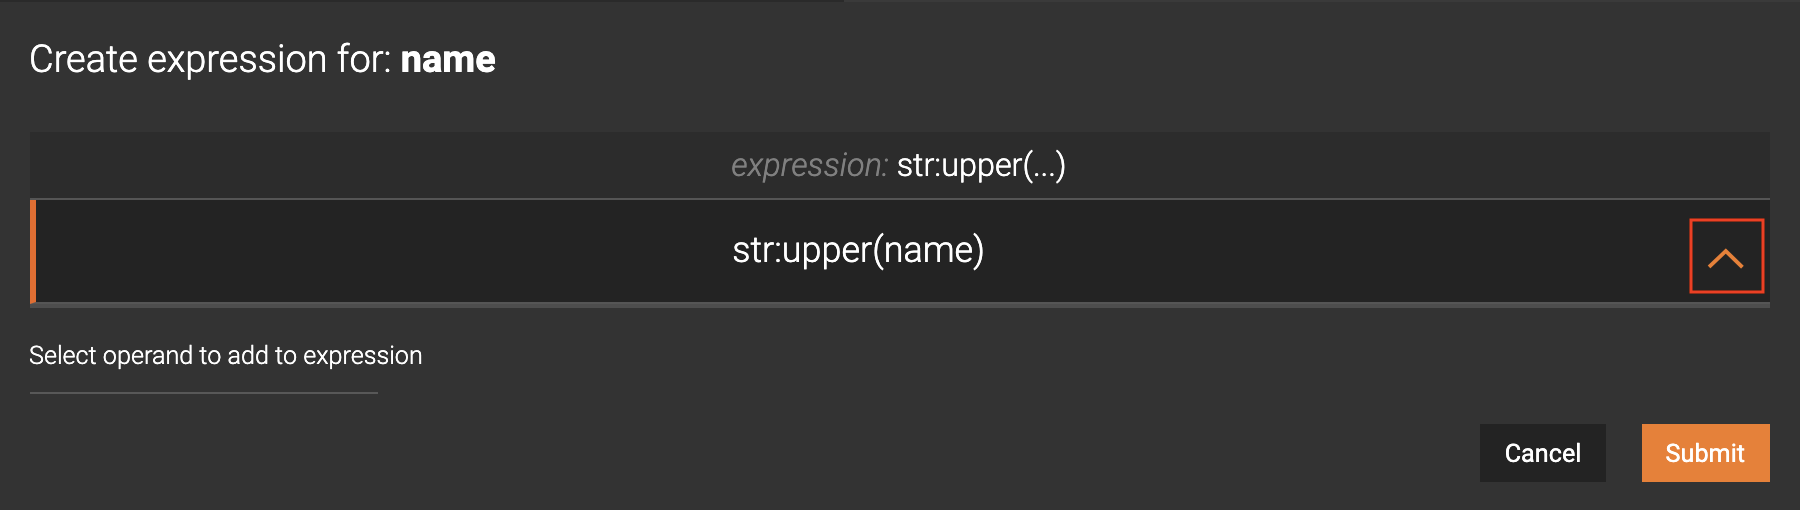 Create expression for: name
expression: str:upper(...)
str:upper(name)
Select operand to add to expression
Cancel
Submit